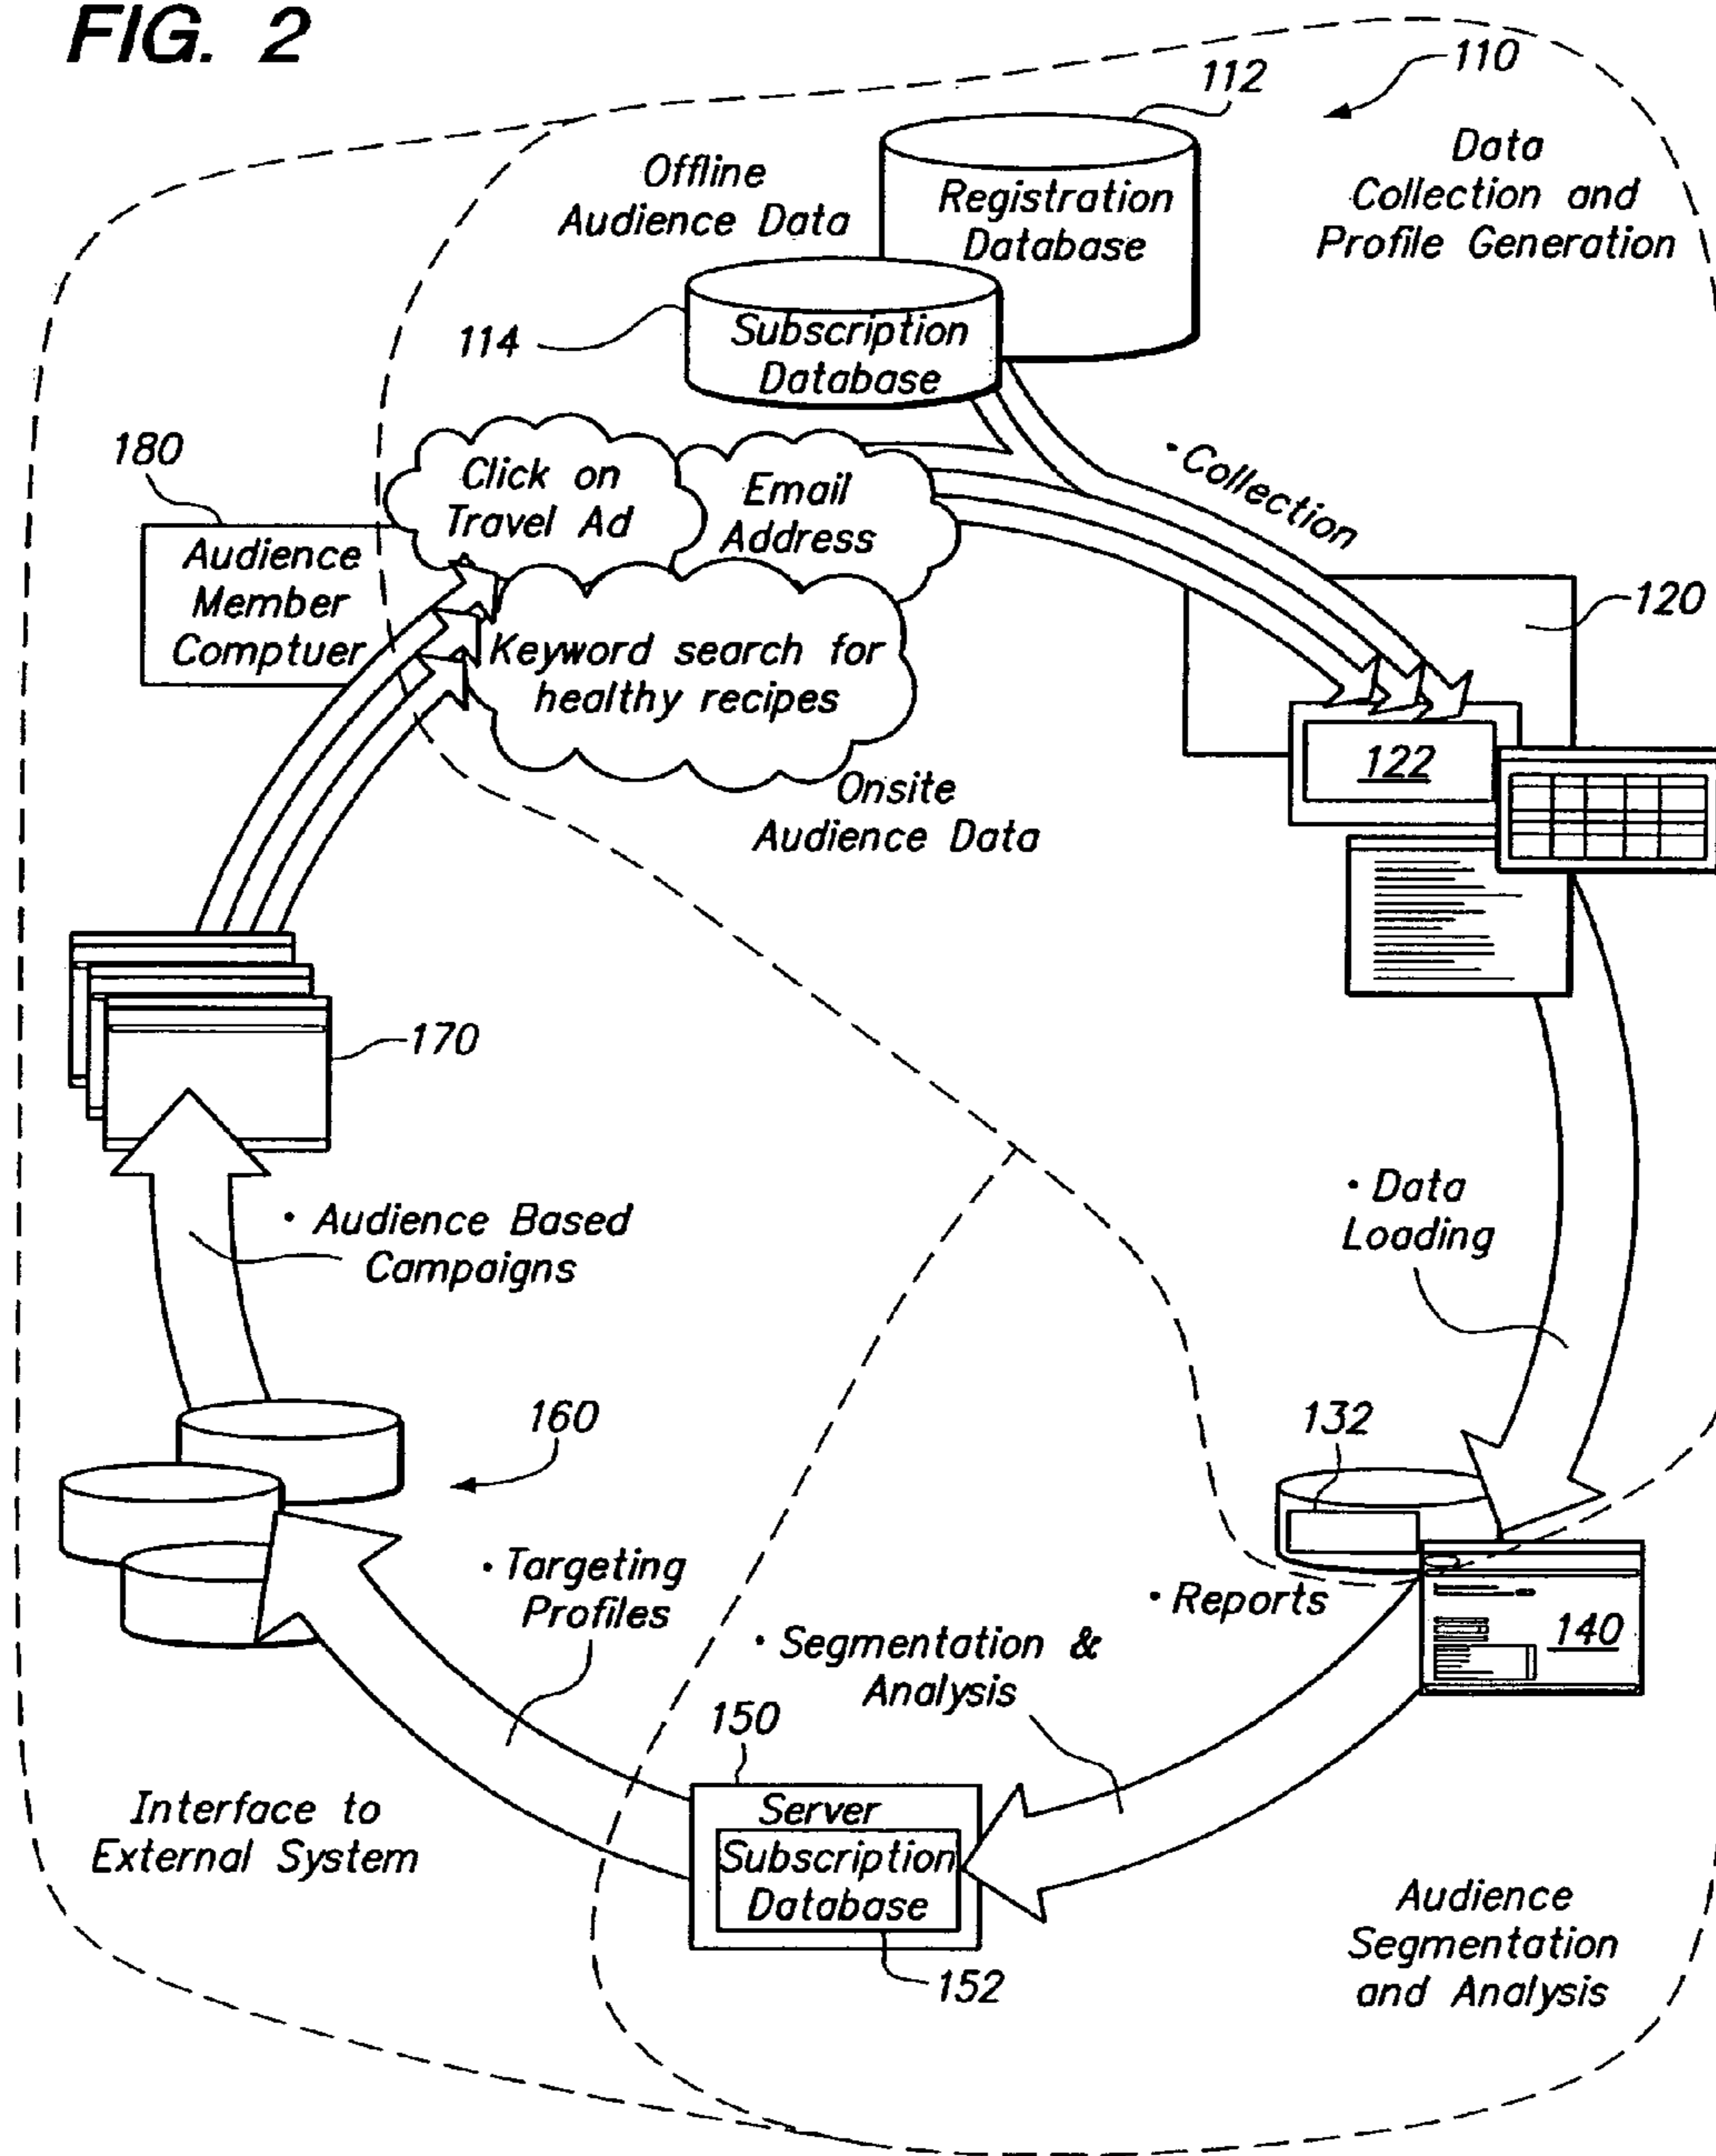 FIG. 2
110
112
Data
Collection and
Profile Generation
Offline
Audience Data
Registration
Database
114
Subscription
Database
180
Click on
Travel Ad
Email
Address
• Collection
Audience
Member
Comptuer
120
Keyword search for
healthy recipes
122
Onsite
Audience Data
170
• Data
Loading
• Audience Based
Campaigns
160
132
• Targeting
Profiles
• Reports
140
• Segmentation &
Analysis
150
Server
Subscription
Database
152
Interface to
External System
Audience
Segmentation
and Analysis